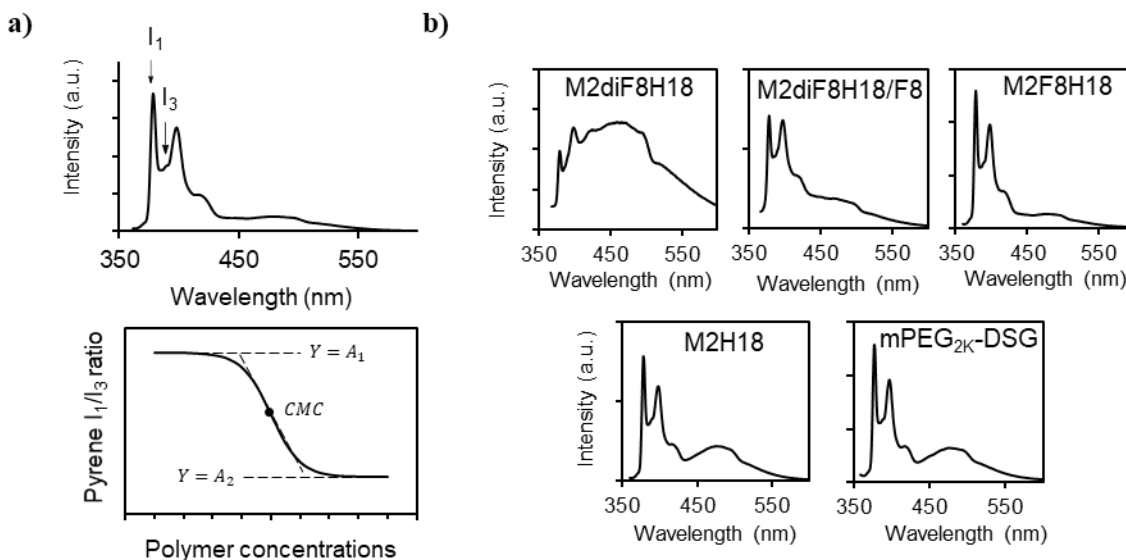 a)
I₁
I₃
Intensity (a.u.)
350 450 550
Wavelength (nm)
Y = A₁
CMC
Y = A₂
Pyrene I₁/I₃ ratio
Polymer concentrations
b)
M2diF8H18
Intensity (a.u.)
350 450 550
Wavelength (nm)
M2diF8H18/F8
350 450 550
Wavelength (nm)
M2F8H18
350 450 550
Wavelength (nm)
M2H18
Intensity (a.u.)
350 450 550
Wavelength (nm)
mPEG₂ₖ-DSG
350 450 550
Wavelength (nm)